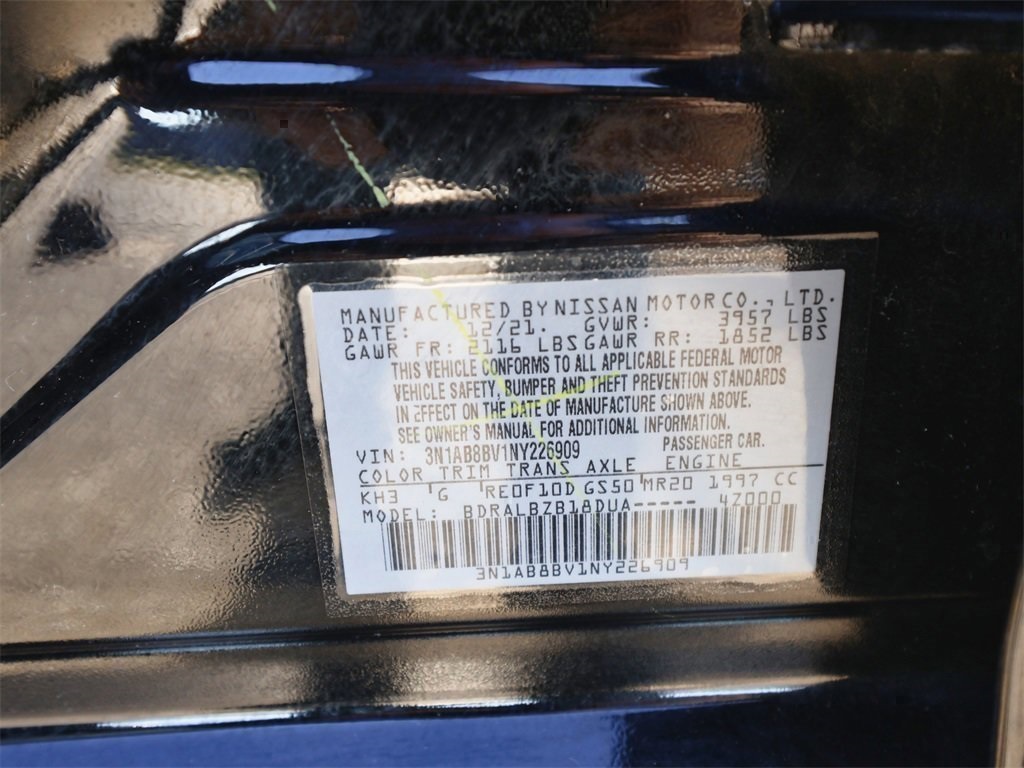 MANUFACTURED BY NISSAN MOTOR CO., LTD.
DATE: 12/21. GVWR: 3957 LBS
GAWR FR: 2116 LBS GAWR RR: 1852 LBS
THIS VEHICLE CONFORMS TO ALL APPLICABLE FEDERAL MOTOR
VEHICLE SAFETY, BUMPER AND THEFT PREVENTION STANDARDS
IN EFFECT ON THE DATE OF MANUFACTURE SHOWN ABOVE.
SEE OWNER'S MANUAL FOR ADDITIONAL INFORMATION.
VIN: 3N1AB8BV1NY226909 PASSENGER CAR.
COLOR TRIM TRANS AXLE ENGINE
KH3 G RE0F10D GS50 MR20 1997 CC
MODEL: BDRALBZB18DUA----- 4Z000
3N1AB8BV1NY226909